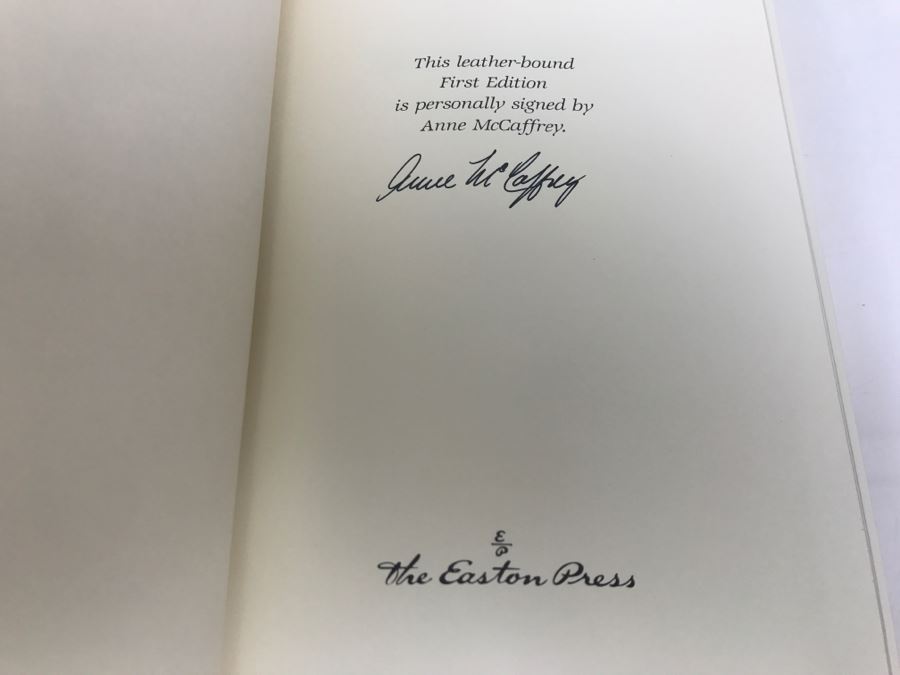 This leather-bound
First Edition
is personally signed by
Anne McCaffrey.
Anne McCaffrey
E
P
The Easton Press